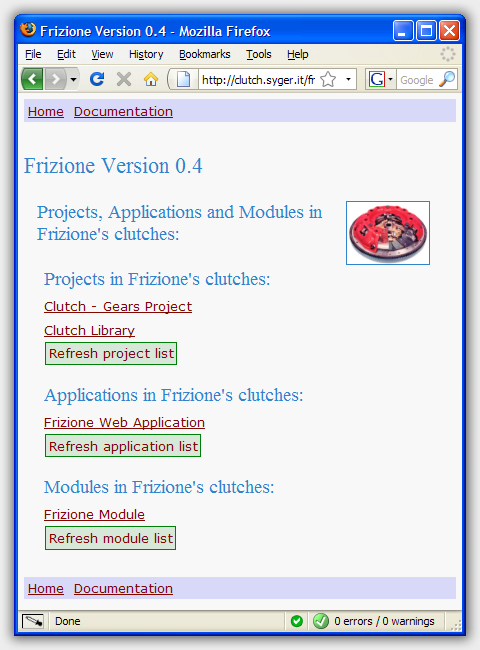 Frizione Version 0.4 - Mozilla Firefox
File Edit View History Bookmarks Tools Help
http://clutch.syger.it/fr G Google
Home Documentation
Frizione Version 0.4
Projects, Applications and Modules in
Frizione's clutches:
Projects in Frizione's clutches:
Clutch - Gears Project
Clutch Library
Refresh project list
Applications in Frizione's clutches:
Frizione Web Application
Refresh application list
Modules in Frizione's clutches:
Frizione Module
Refresh module list
Home Documentation
Done 0 errors / 0 warnings